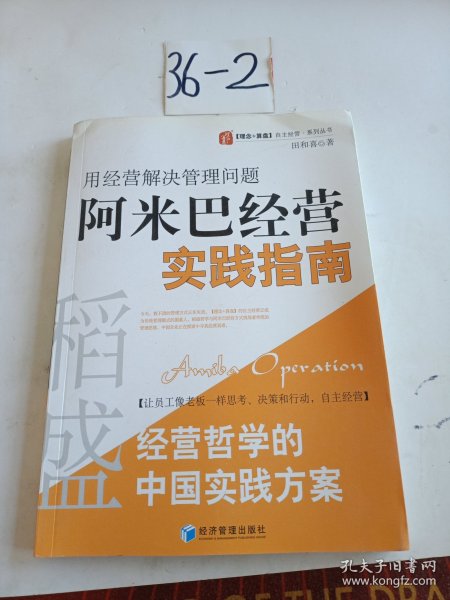 36-2
【理念+算盘】自主经营·系列丛书
田和喜◎著
用经营解决管理问题
阿米巴经营
实践指南
稻盛
Amiba Operation
【让员工像老板一样思考、决策和行动，自主经营】
经营哲学的
中国实践方案
经济管理出版社
孔夫子旧书网
www.kongfz.com